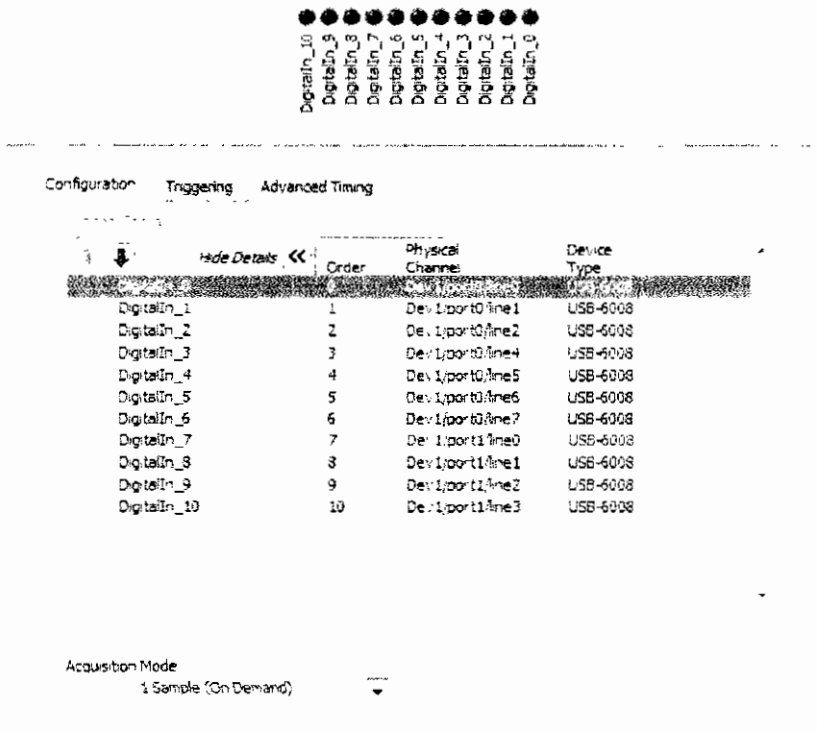 DigitalIn_10
DigitalIn_9
DigitalIn_8
DigitalIn_7
DigitalIn_6
DigitalIn_5
DigitalIn_4
DigitalIn_3
DigitalIn_2
DigitalIn_1
DigitalIn_0
Configuration Triggering Advanced Timing
Hide Details << Order Physical Channel Device Type
DigitalIn_1 1 Dev1/port0/line1 USB-6008
DigitalIn_2 2 Dev1/port0/line2 USB-6008
DigitalIn_3 3 Dev1/port0/line4 USB-6008
DigitalIn_4 4 Dev1/port0/line5 USB-6008
DigitalIn_5 5 Dev1/port0/line6 USB-6008
DigitalIn_6 6 Dev1/port0/line7 USB-6008
DigitalIn_7 7 Dev1/port1/line0 USB-6008
DigitalIn_8 8 Dev1/port1/line1 USB-6008
DigitalIn_9 9 Dev1/port1/line2 USB-6008
DigitalIn_10 10 Dev1/port1/line3 USB-6008
Acquisition Mode
1 Sample (On Demand)